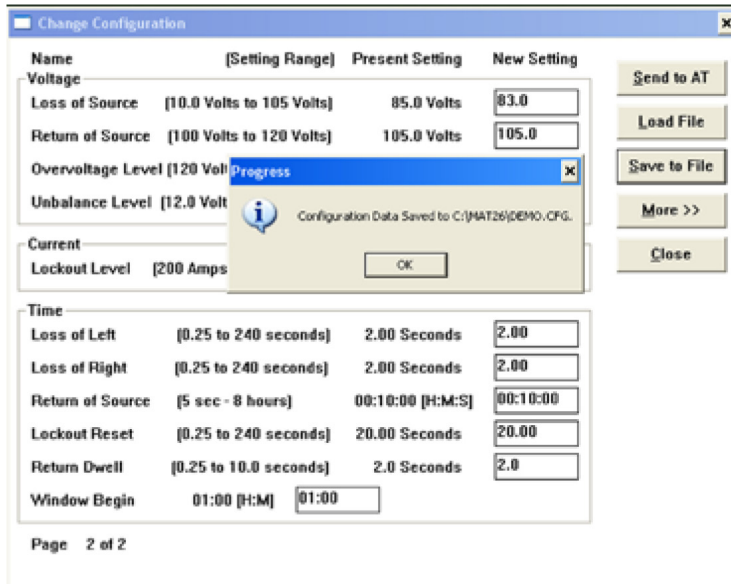 Change Configuration
Name (Setting Range) Present Setting New Setting
Voltage
Loss of Source (10.0 Volts to 105 Volts) 85.0 Volts 83.0
Return of Source (100 Volts to 120 Volts) 105.0 Volts 105.0
Overvoltage Level (120 Volt
Unbalance Level (12.0 Volt
Progress
Configuration Data Saved to C:\MAT26\DEMO.CFG.
OK
Current
Lockout Level (200 Amps
Time
Loss of Left (0.25 to 240 seconds) 2.00 Seconds 2.00
Loss of Right (0.25 to 240 seconds) 2.00 Seconds 2.00
Return of Source (5 sec - 8 hours) 00:10:00 [H:M:S] 00:10:00
Lockout Reset (0.25 to 240 seconds) 20.00 Seconds 20.00
Return Dwell (0.25 to 10.0 seconds) 2.0 Seconds 2.0
Window Begin 01:00 [H:M] 01:00
Page 2 of 2
Send to AT
Load File
Save to File
More >>
Close